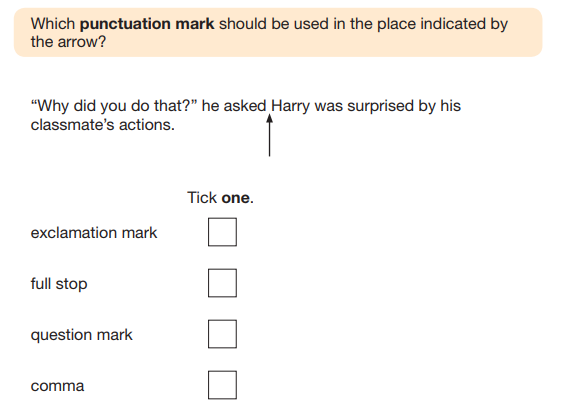 Which punctuation mark should be used in the place indicated by
the arrow?
“Why did you do that?” he asked Harry was surprised by his
classmate’s actions.
Tick one.
exclamation mark
full stop
question mark
comma